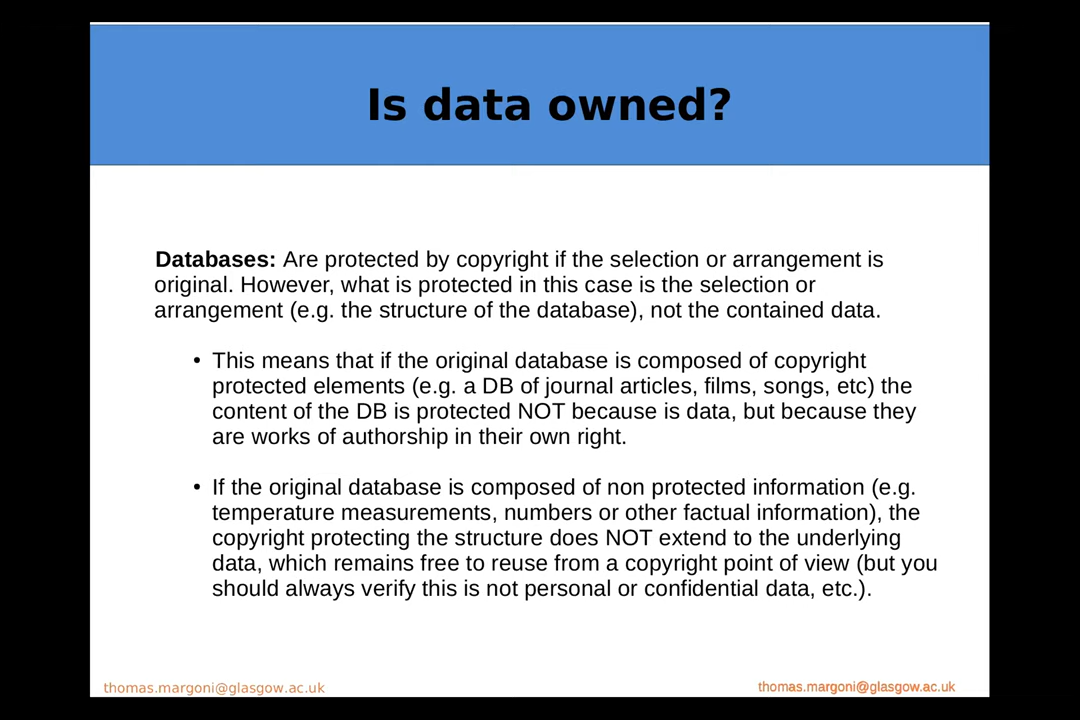 Is data owned?
Databases: Are protected by copyright if the selection or arrangement is
original. However, what is protected in this case is the selection or
arrangement (e.g. the structure of the database), not the contained data.
• This means that if the original database is composed of copyright
protected elements (e.g. a DB of journal articles, films, songs, etc) the
content of the DB is protected NOT because is data, but because they
are works of authorship in their own right.
• If the original database is composed of non protected information (e.g.
temperature measurements, numbers or other factual information), the
copyright protecting the structure does NOT extend to the underlying
data, which remains free to reuse from a copyright point of view (but you
should always verify this is not personal or confidential data, etc.).
thomas.margoni@glasgow.ac.uk
thomas.margoni@glasgow.ac.uk